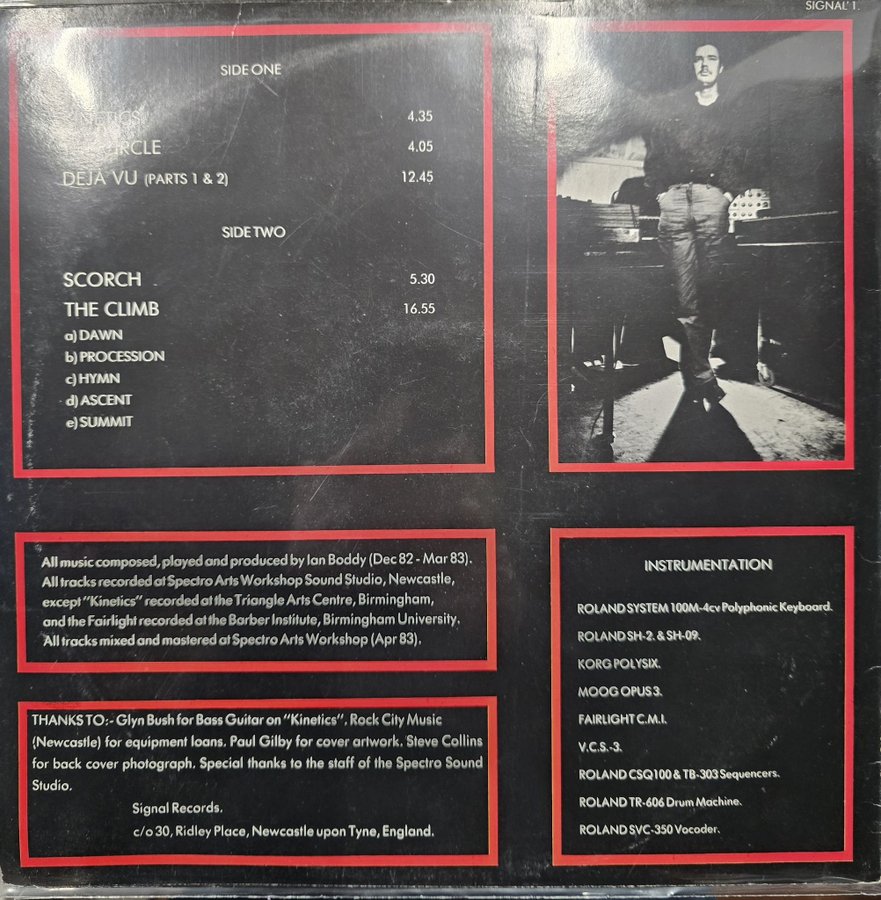 SIGNAL' 1.
SIDE ONE
KINETICS 4.35
THE CIRCLE 4.05
DEJA VU (PARTS 1 & 2) 12.45
SIDE TWO
SCORCH 5.30
THE CLIMB 16.55
a) DAWN
b) PROCESSION
c) HYMN
d) ASCENT
e) SUMMIT
All music composed, played and produced by Ian Boddy (Dec 82 - Mar 83).
All tracks recorded at Spectro Arts Workshop Sound Studio, Newcastle,
except "Kinetics" recorded at the Triangle Arts Centre, Birmingham,
and the Fairlight recorded at the Barber Institute, Birmingham University.
All tracks mixed and mastered at Spectro Arts Workshop (Apr 83).
THANKS TO:- Glyn Bush for Bass Guitar on "Kinetics". Rock City Music
(Newcastle) for equipment loans. Paul Gilby for cover artwork. Steve Collins
for back cover photograph. Special thanks to the staff of the Spectro Sound
Studio.
Signal Records.
c/o 30, Ridley Place, Newcastle upon Tyne, England.
INSTRUMENTATION
ROLAND SYSTEM 100M-4cv Polyphonic Keyboard.
ROLAND SH-2. & SH-09.
KORG POLYSIX.
MOOG OPUS 3.
FAIRLIGHT C.M.I.
V.C.S.-3.
ROLAND CSQ100 & TB-303 Sequencers.
ROLAND TR-606 Drum Machine.
ROLAND SVC-350 Vocoder.